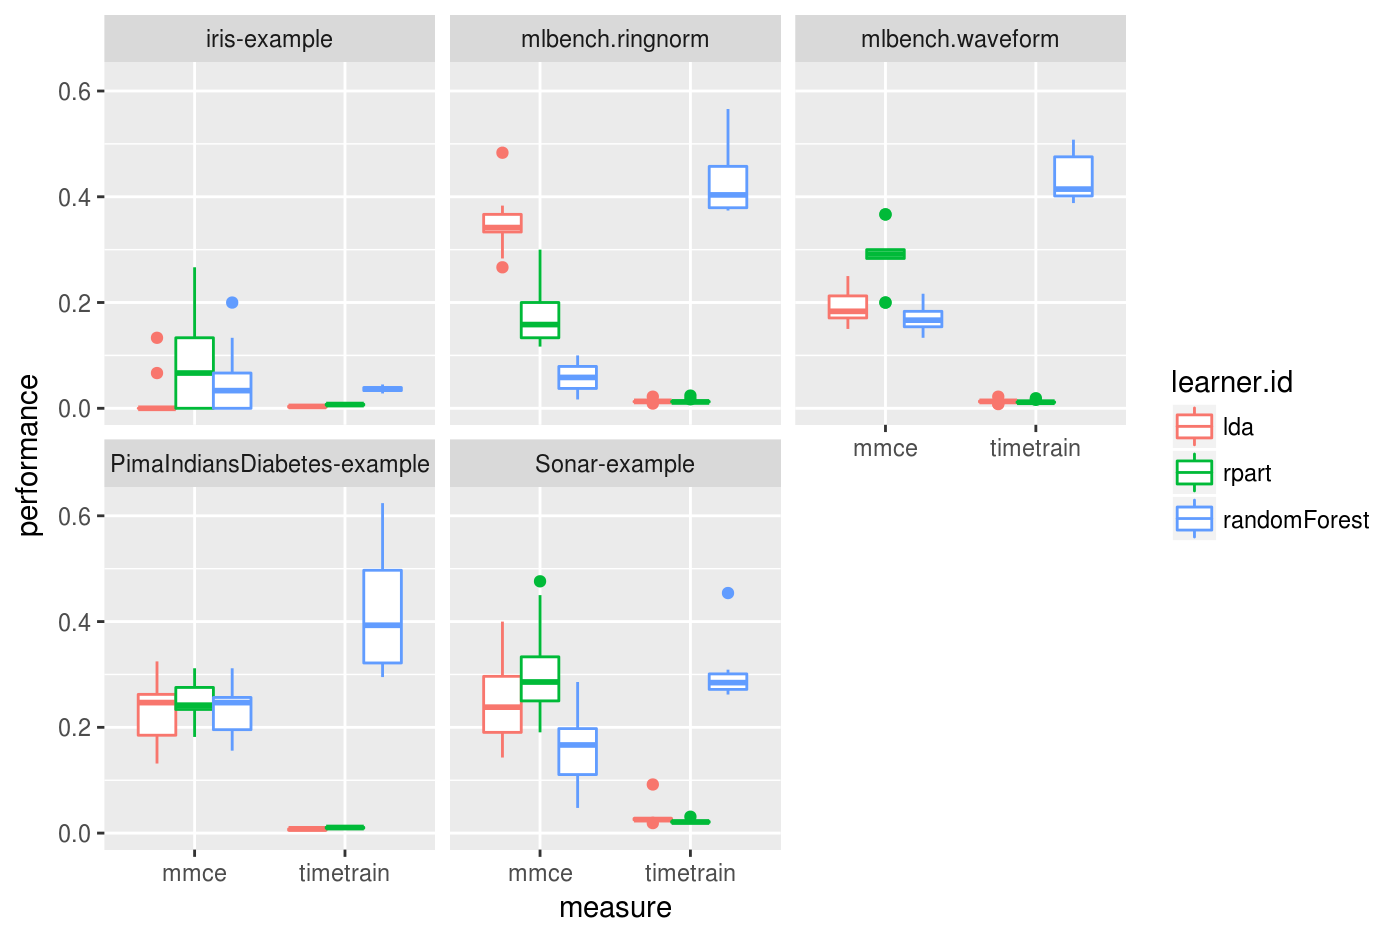 iris-example
mlbench.ringnorm
mlbench.waveform
0.6
0.4
0.2
0.0
mmce
timetrain
PimaIndiansDiabetes-example
Sonar-example
0.6
0.4
0.2
0.0
mmce
timetrain
mmce
timetrain
measure
performance
learner.id
lda
rpart
randomForest